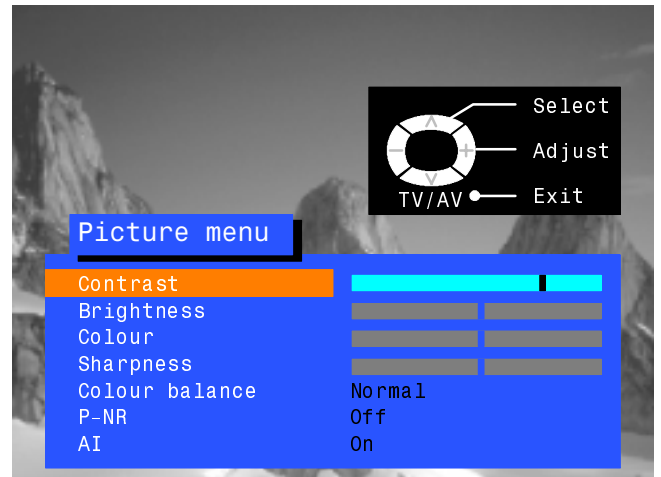 Select
Adjust
TV/AV Exit
Picture menu
Contrast
Brightness
Colour
Sharpness
Colour balance Normal
P-NR Off
AI On